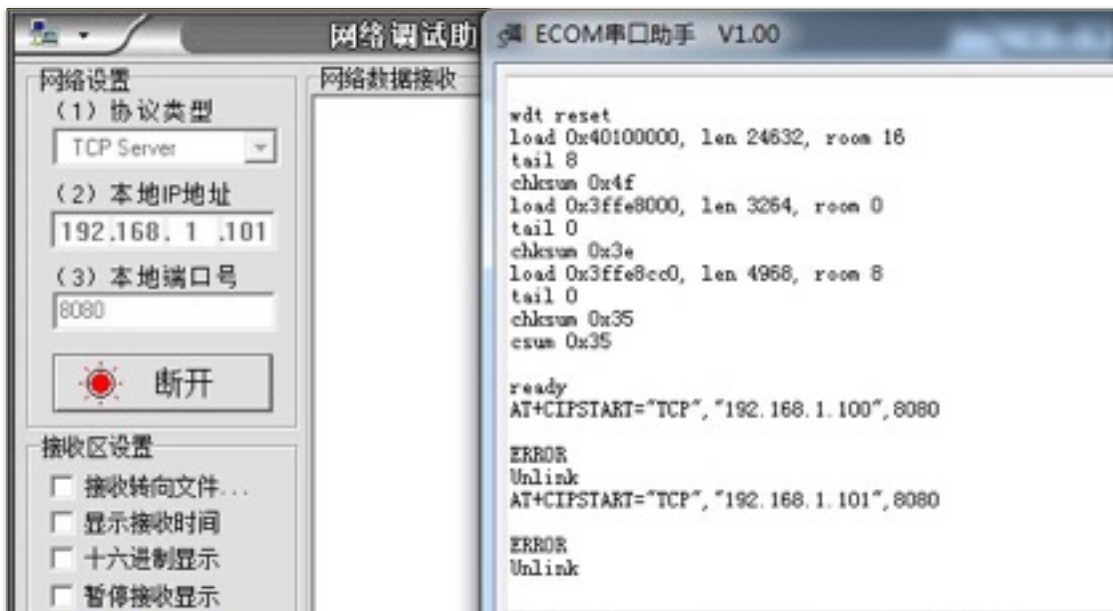 网络调试助
网络设置
（1）协议类型
TCP Server
（2）本地IP地址
192.168. 1 .101
（3）本地端口号
8080
断开
接收区设置
接收转向文件...
显示接收时间
十六进制显示
暂停接收显示
网络数据接收
ECOM串口助手 V1.00
wdt reset
load 0x40100000, len 24632, room 16
tail 8
chksum 0x4f
load 0x3ffe8000, len 3264, room 0
tail 0
chksum 0x3e
load 0x3ffe8cc0, len 4968, room 8
tail 0
chksum 0x35
csum 0x35
ready
AT+CIPSTART="TCP","192.168.1.100",8080
ERROR
Unlink
AT+CIPSTART="TCP","192.168.1.101",8080
ERROR
Unlink